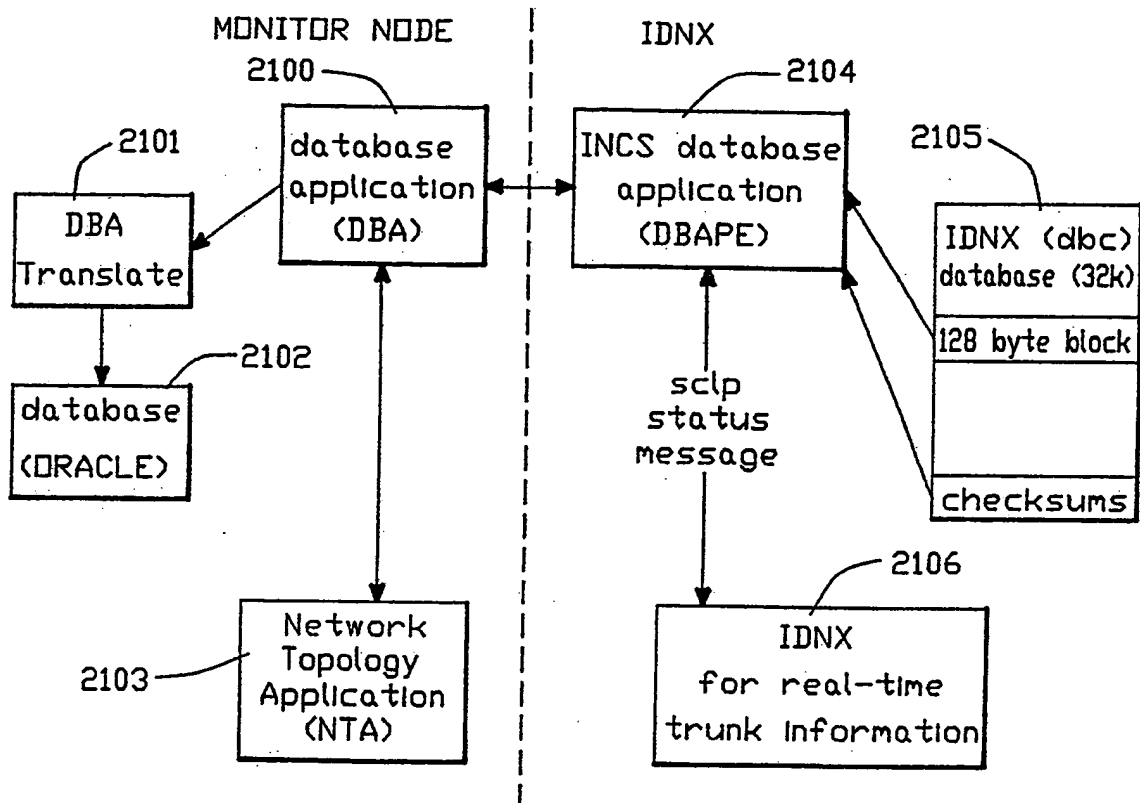 MONITOR NODE
IDNX
2100
2104
2101
2105
database
application
(DBA)
INCS database
application
(DBAPE)
DBA
Translate
IDNX (dbc)
database (32k)
128 byte block
checksums
2102
database
(ORACLE)
sclp
status
message
2106
2103
Network
Topology
Application
(NTA)
IDNX
for real-time
trunk information